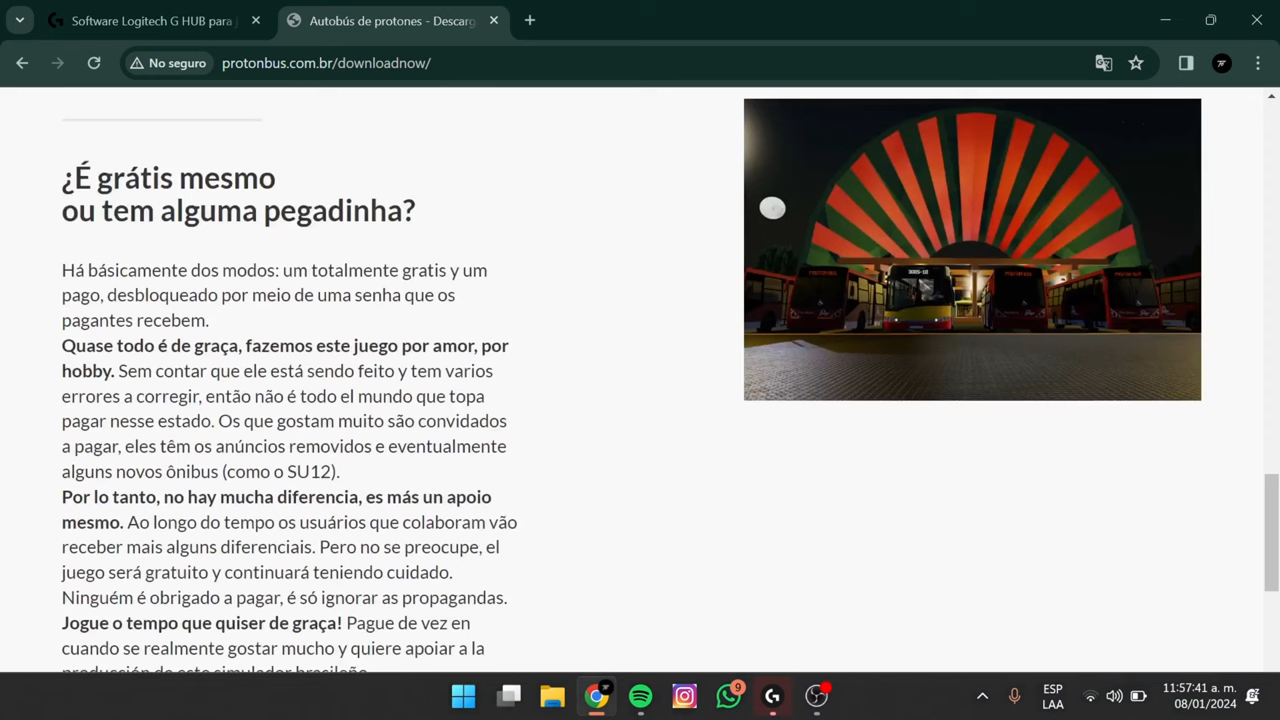 Software Logitech G HUB para j
Autobús de protones - Descarg
No seguro
protonbus.com.br/downloadnow/
¿É grátis mesmo
ou tem alguma pegadinha?
Há básicamente dos modos: um totalmente gratis y um
pago, desbloqueado por meio de uma senha que os
pagantes recebem.
Quase todo é de graça, fazemos este juego por amor, por
hobby. Sem contar que ele está sendo feito y tem varios
errores a corregir, então não é todo el mundo que topa
pagar nesse estado. Os que gostam muito são convidados
a pagar, eles têm os anúncios removidos e eventualmente
alguns novos ônibus (como o SU12).
Por lo tanto, no hay mucha diferencia, es más un apoio
mesmo. Ao longo do tempo os usuários que colaboram vão
receber mais alguns diferenciais. Pero no se preocupe, el
juego será gratuito y continuará teniendo cuidado.
Ninguém é obrigado a pagar, é só ignorar as propagandas.
Jogue o tempo que quiser de graça! Pague de vez en
cuando se realmente gostar mucho y quiere apoiar a la
producción de este simulador brasileño
9
ESP
LAA
11:57:41 a. m.
08/01/2024